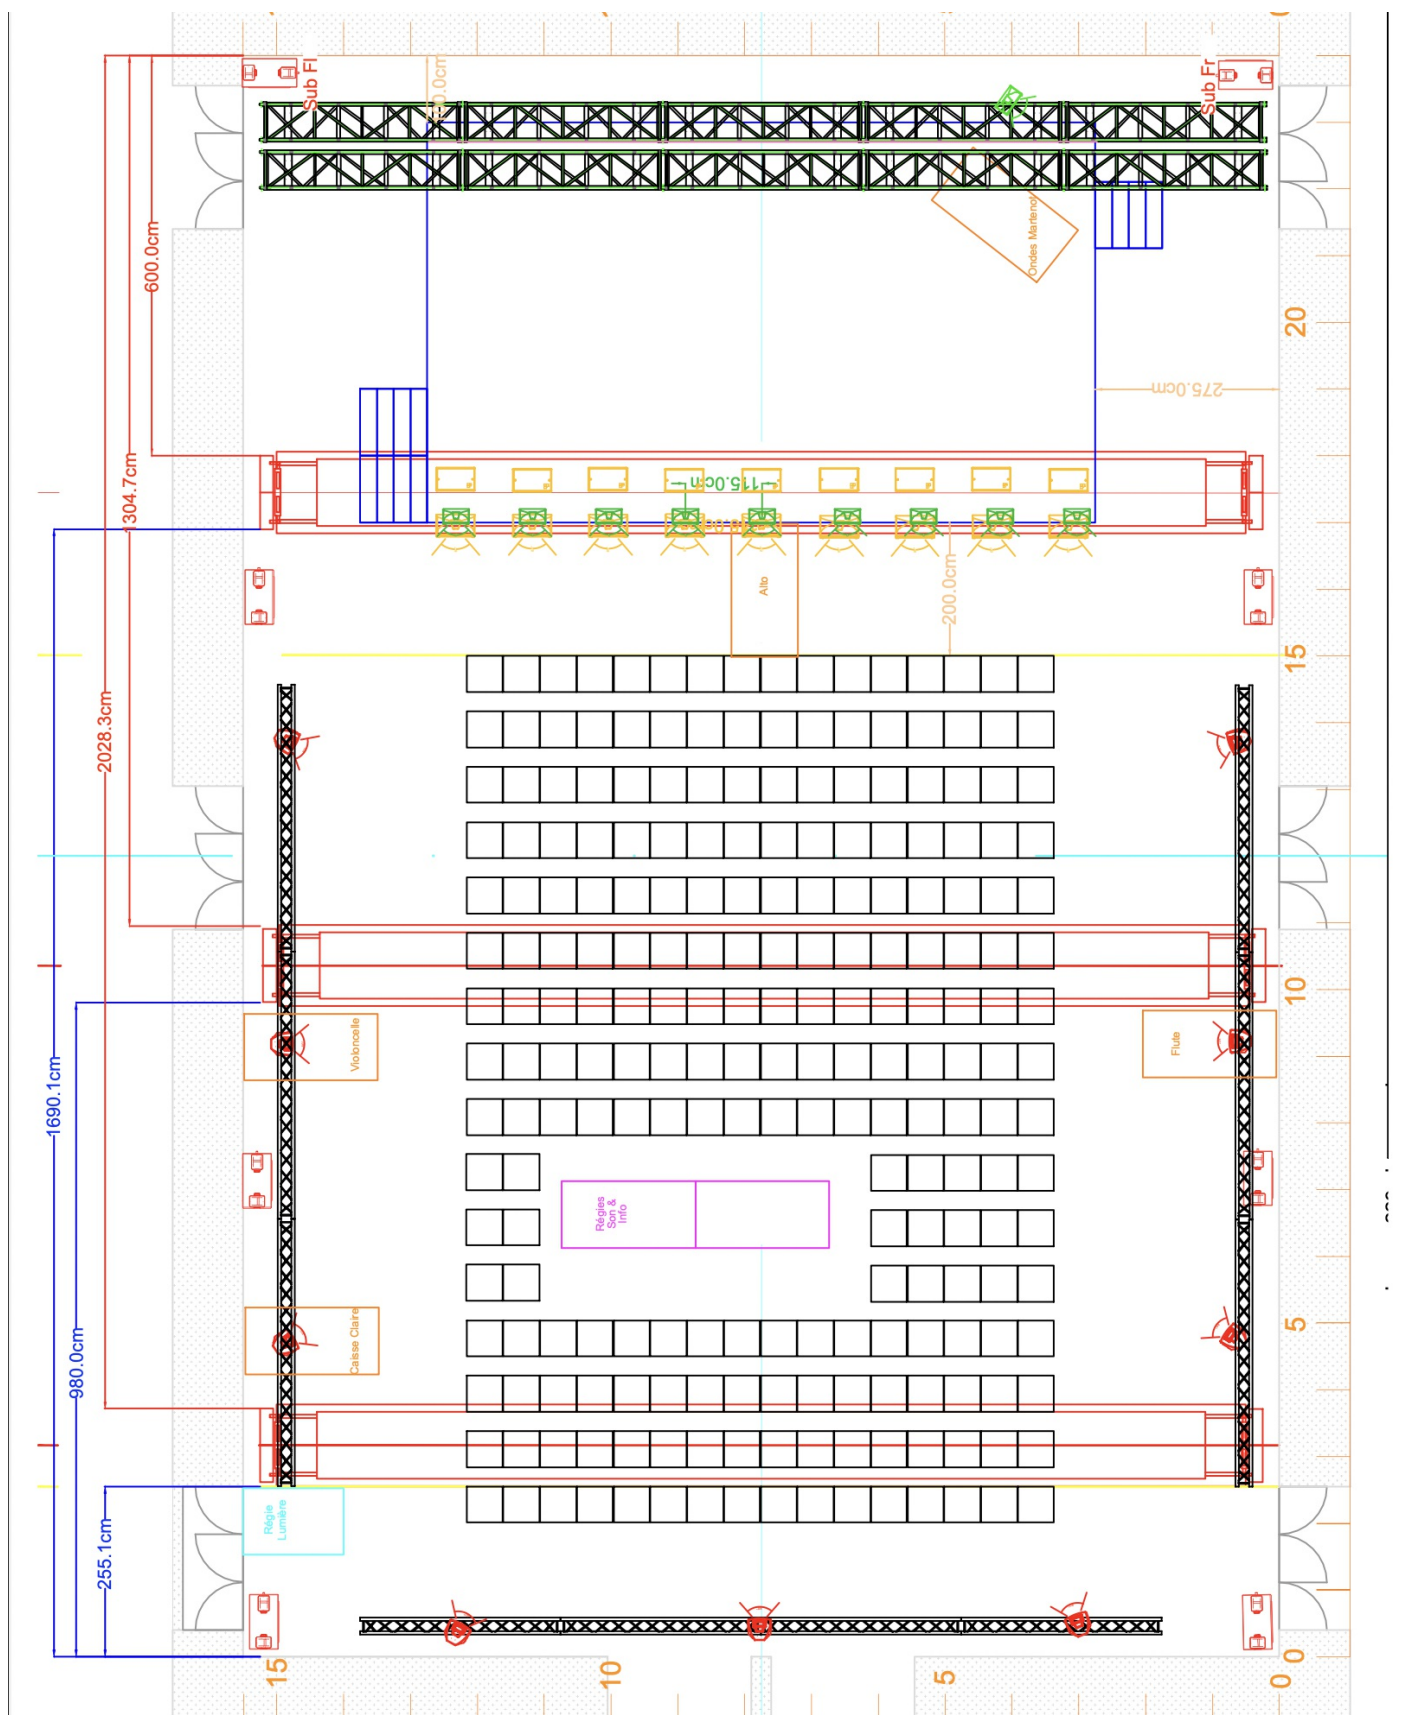 Sub Fl
Sub Fr
600.0cm
Ondes Martenot
20
275.0cm
1304.7cm
115.0cm
Alto
200.0cm
15
2028.3cm
10
Violoncelle
Flute
1690.1cm
Régies
Son &
Info
5
Caisse Claire
980.0cm
Régie
Lumière
255.1cm
0
15
10
5
0